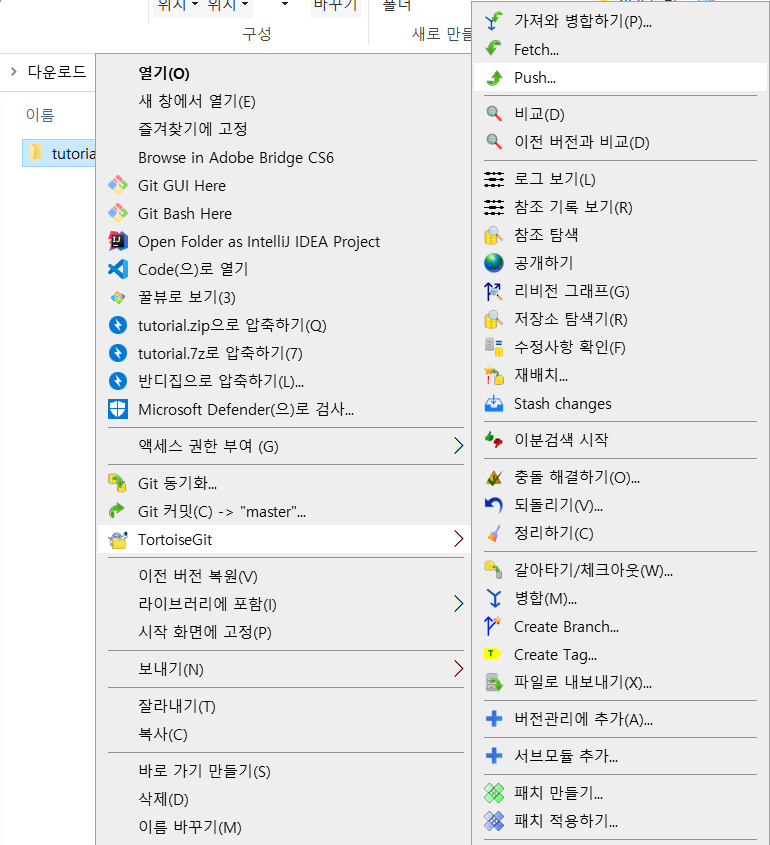 위치
위치
바꾸기
폴더
구성
새로 만들
다운로드
이름
tutoria
열기(O)
새 창에서 열기(E)
즐겨찾기에 고정
Browse in Adobe Bridge CS6
Git GUI Here
Git Bash Here
Open Folder as IntelliJ IDEA Project
Code(으)로 열기
꿀뷰로 보기(3)
tutorial.zip으로 압축하기(Q)
tutorial.7z로 압축하기(7)
반디집으로 압축하기(L)...
Microsoft Defender(으)로 검사...
액세스 권한 부여 (G)
Git 동기화...
Git 커밋(C) -> "master"...
TortoiseGit
이전 버전 복원(V)
라이브러리에 포함(I)
시작 화면에 고정(P)
보내기(N)
잘라내기(T)
복사(C)
바로 가기 만들기(S)
삭제(D)
이름 바꾸기(M)
가져와 병합하기(P)...
Fetch...
Push...
비교(D)
이전 버전과 비교(D)
로그 보기(L)
참조 기록 보기(R)
참조 탐색
공개하기
리비전 그래프(G)
저장소 탐색기(R)
수정사항 확인(F)
재배치...
Stash changes
이분검색 시작
충돌 해결하기(O)...
되돌리기(V)...
정리하기(C)
갈아타기/체크아웃(W)...
병합(M)...
Create Branch...
Create Tag...
파일로 내보내기(X)...
버전관리에 추가(A)...
서브모듈 추가...
패치 만들기...
패치 적용하기...